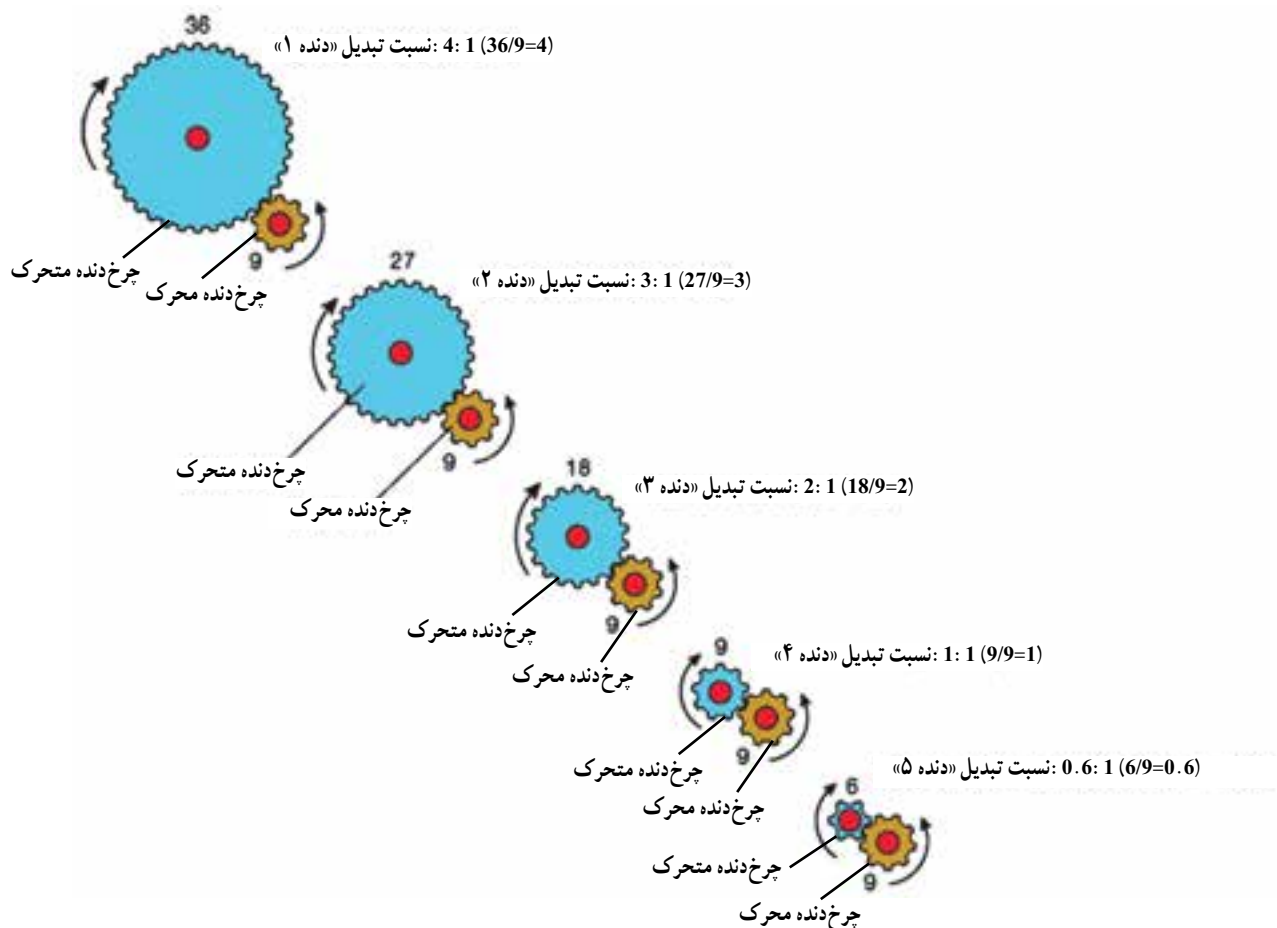 36
نسبت تبدیل «دنده ۱»: 4: 1 (36/9=4)
9
چرخ‌دنده متحرک
چرخ‌دنده محرک
27
نسبت تبدیل «دنده ۲»: 3: 1 (27/9=3)
9
چرخ‌دنده متحرک
چرخ‌دنده محرک
18
نسبت تبدیل «دنده ۳»: 2: 1 (18/9=2)
9
چرخ‌دنده متحرک
چرخ‌دنده محرک
9
نسبت تبدیل «دنده ۴»: 1: 1 (9/9=1)
9
چرخ‌دنده متحرک
چرخ‌دنده محرک
6
نسبت تبدیل «دنده ۵»: 0.6: 1 (6/9=0.6)
9
چرخ‌دنده متحرک
چرخ‌دنده محرک